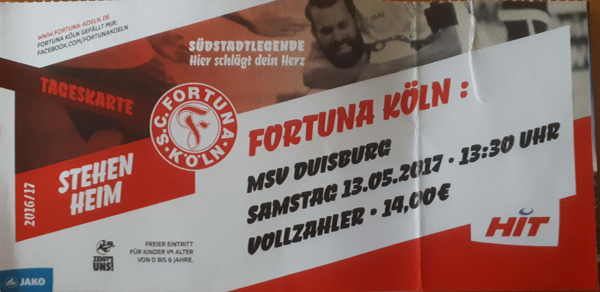 WWW.FORTUNA-KOELN.DE
FORTUNA KÖLN GEFÄLLT MIR:
FACEBOOK.COM/FORTUNAKOELN
SÜDSTADTLEGENDE
Hier schlägt dein Herz
TAGESKARTE
S.C. FORTUNA KÖLN
F
FORTUNA KÖLN :
MSV DUISBURG
SAMSTAG 13.05.2017 · 13:30 UHR
VOLLZAHLER · 14,00 €
STEHEN
HEIM
2016/17
HIT
ZEIGT'S
UNS!
FREIER EINTRITT
FÜR KINDER IM ALTER
VON 0 BIS 6 JAHRE.
JAKO